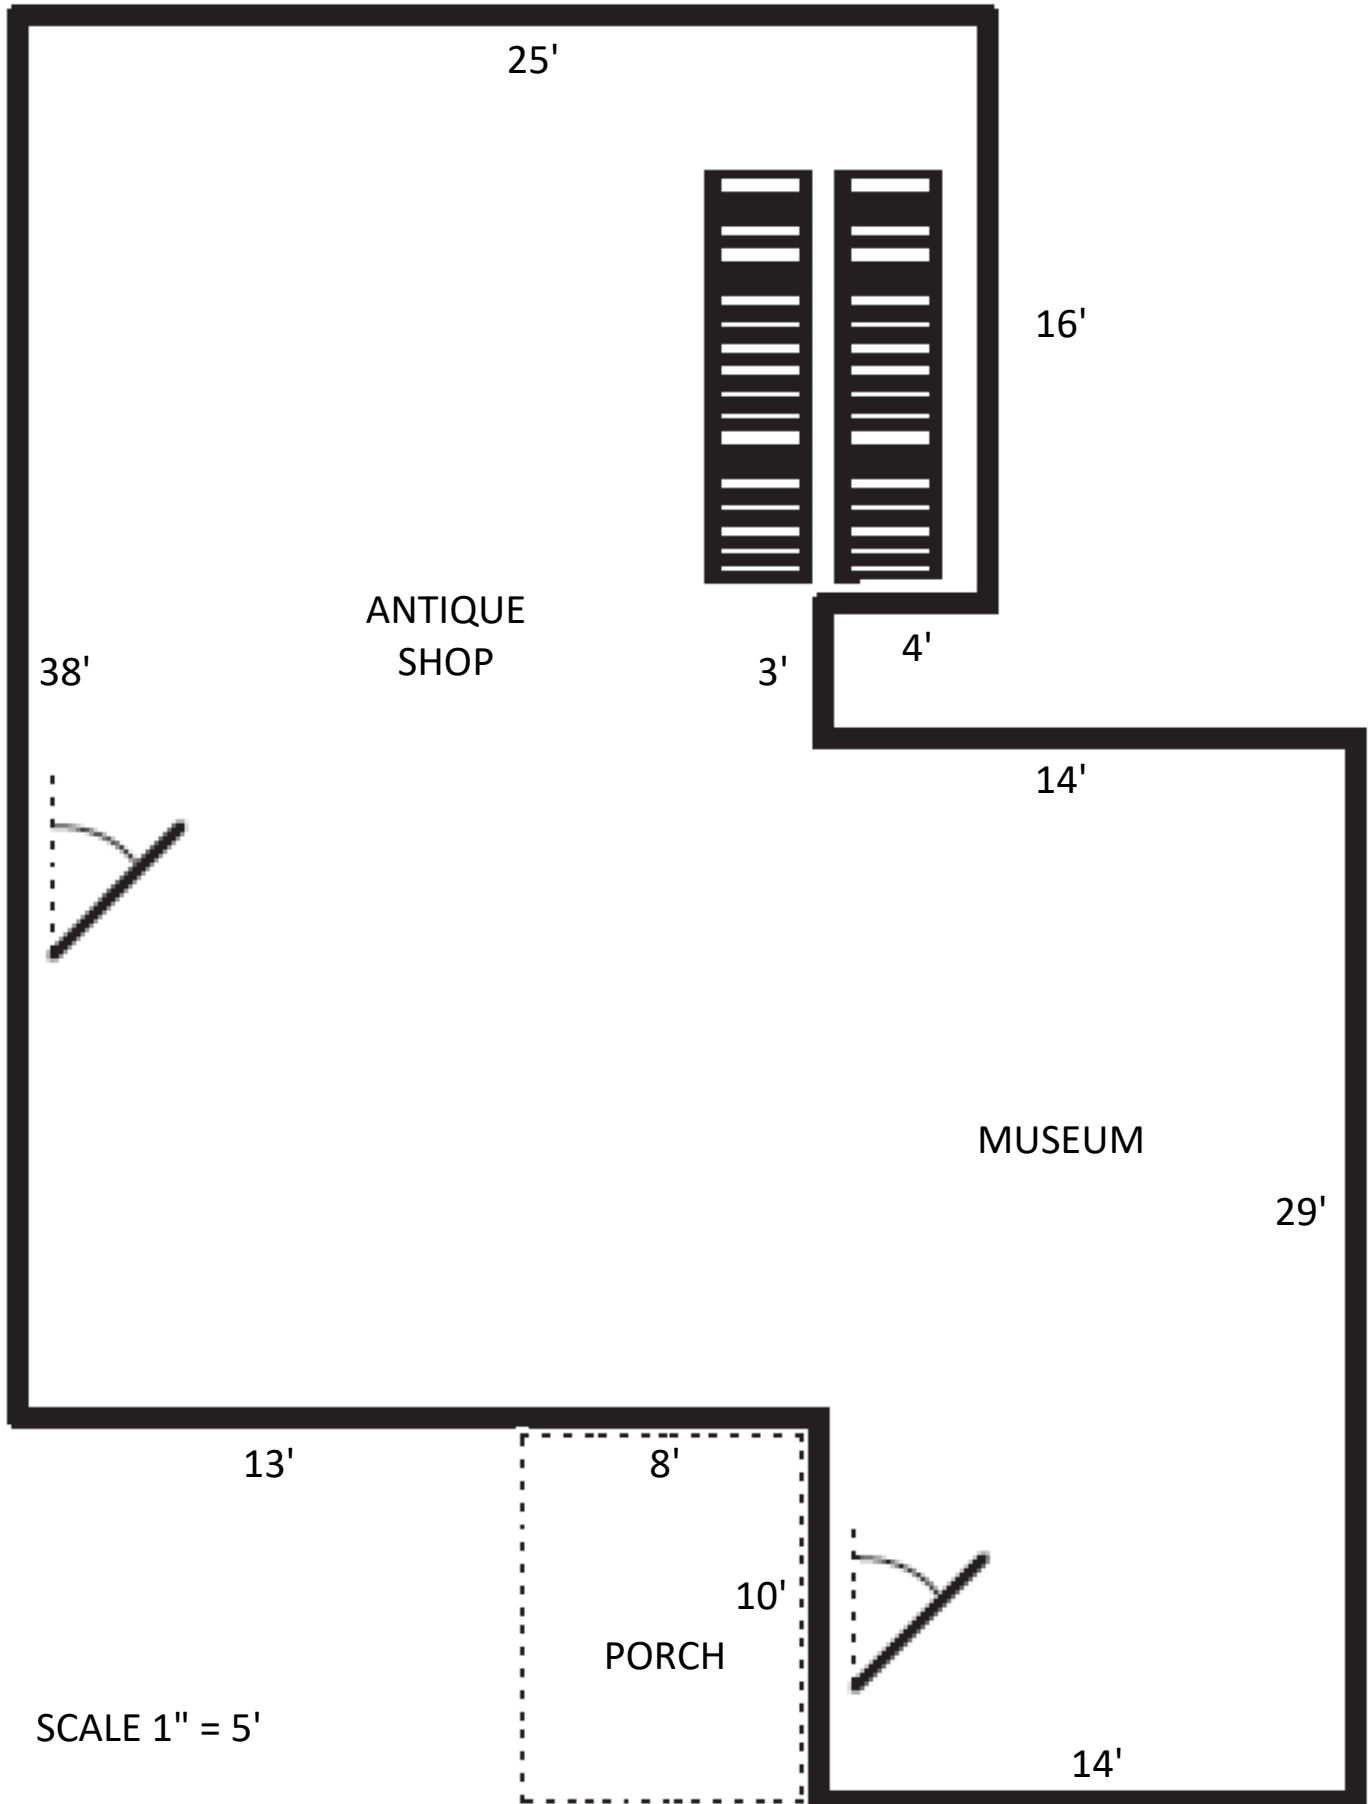 25'
16'
ANTIQUE
SHOP
4'
38'
3'
14'
MUSEUM
29'
13'
8'
10'
PORCH
SCALE 1" = 5'
14'